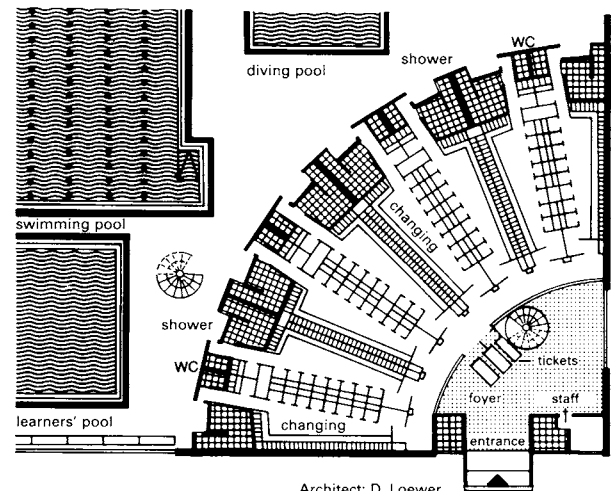 WC
shower
diving pool
changing
swimming pool
shower
tickets
WC
foyer
staff
learners' pool
changing
entrance
Architect: D. Loewer